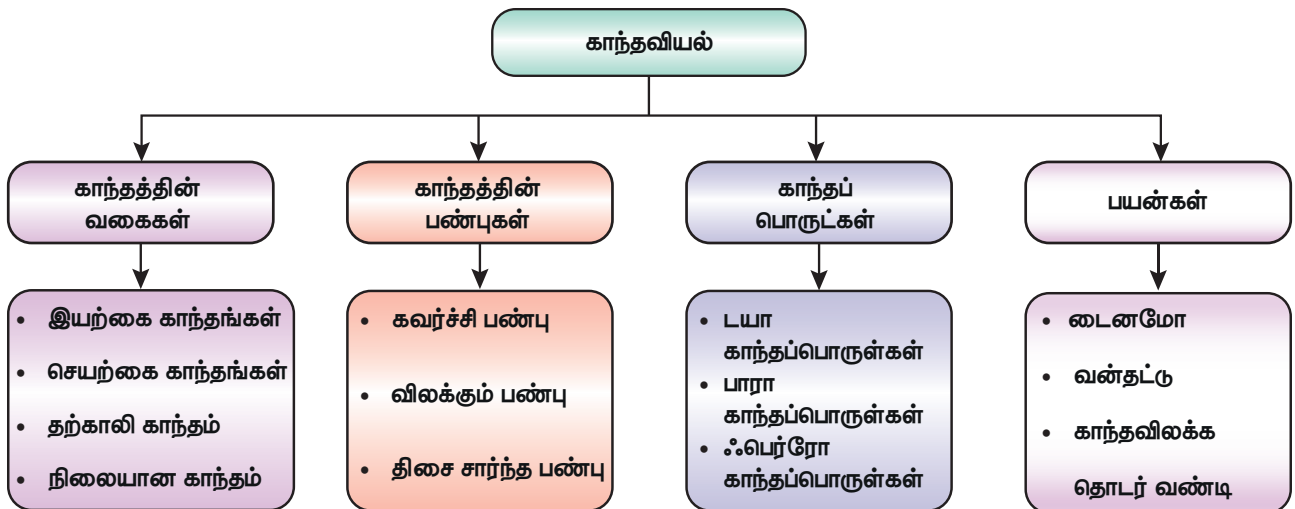 காந்தவியல்
காந்தத்தின்
வகைகள்
• இயற்கை காந்தங்கள்
• செயற்கை காந்தங்கள்
• தற்காலி காந்தம்
• நிலையான காந்தம்
காந்தத்தின்
பண்புகள்
• கவர்ச்சி பண்பு
• விலக்கும் பண்பு
• திசை சார்ந்த பண்பு
காந்தப்
பொருட்கள்
• டயா
காந்தப்பொருள்கள்
• பாரா
காந்தப்பொருள்கள்
• ஃபெர்ரோ
காந்தப்பொருள்கள்
பயன்கள்
• டைனமோ
• வன்தட்டு
• காந்தவிலக்க
தொடர் வண்டி